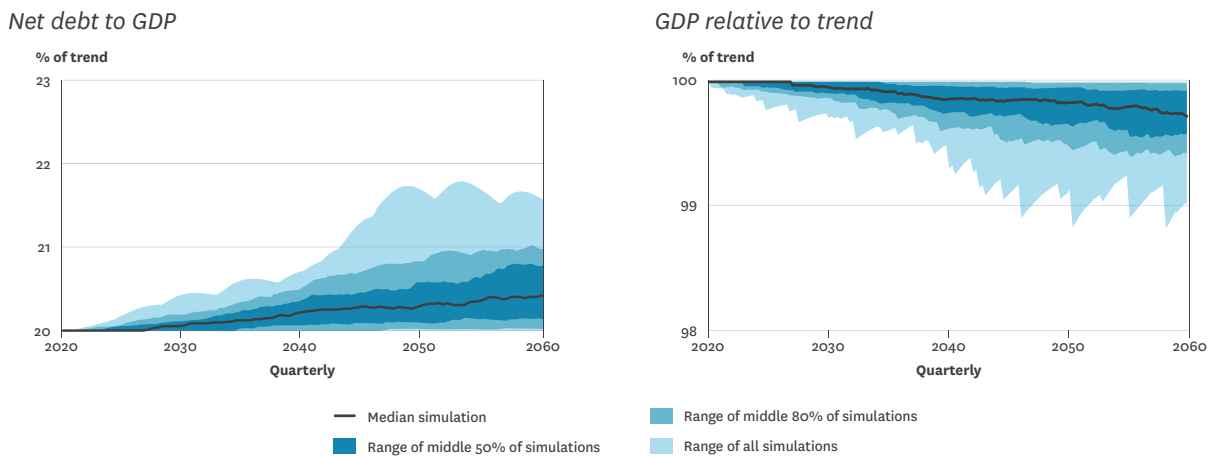 Net debt to GDP
% of trend
23
22
21
20
2020
2030
2040
2050
2060
Quarterly
GDP relative to trend
% of trend
100
99
98
2020
2030
2040
2050
2060
Quarterly
Median simulation
Range of middle 50% of simulations
Range of middle 80% of simulations
Range of all simulations